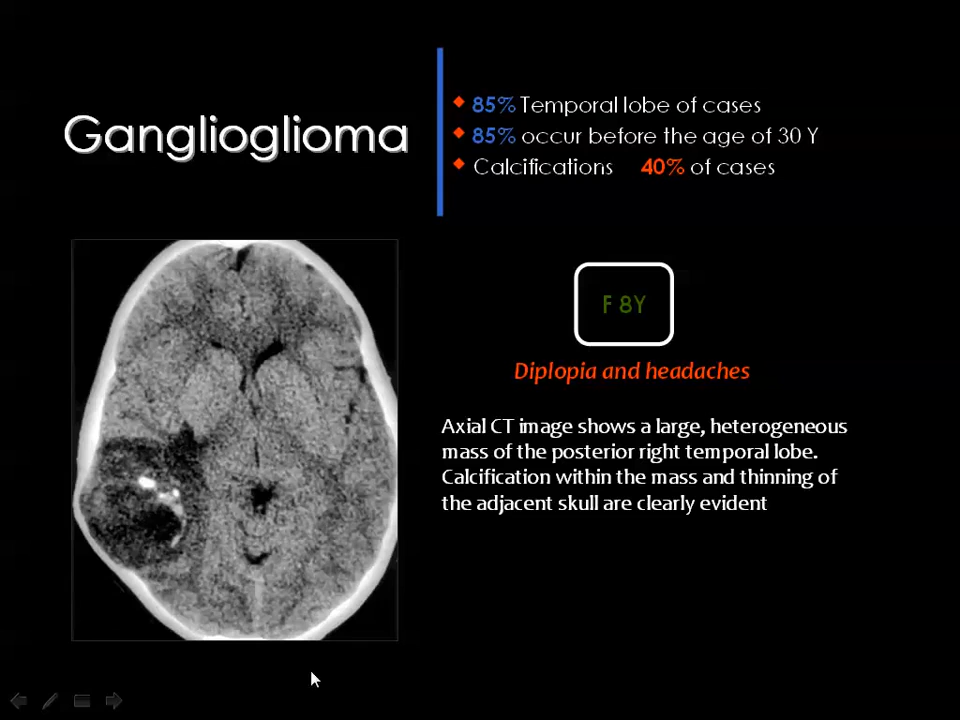 Ganglioglioma
85% Temporal lobe of cases
85% occur before the age of 30 Y
Calcifications 40% of cases
F 8Y
Diplopia and headaches
Axial CT image shows a large, heterogeneous
mass of the posterior right temporal lobe.
Calcification within the mass and thinning of
the adjacent skull are clearly evident